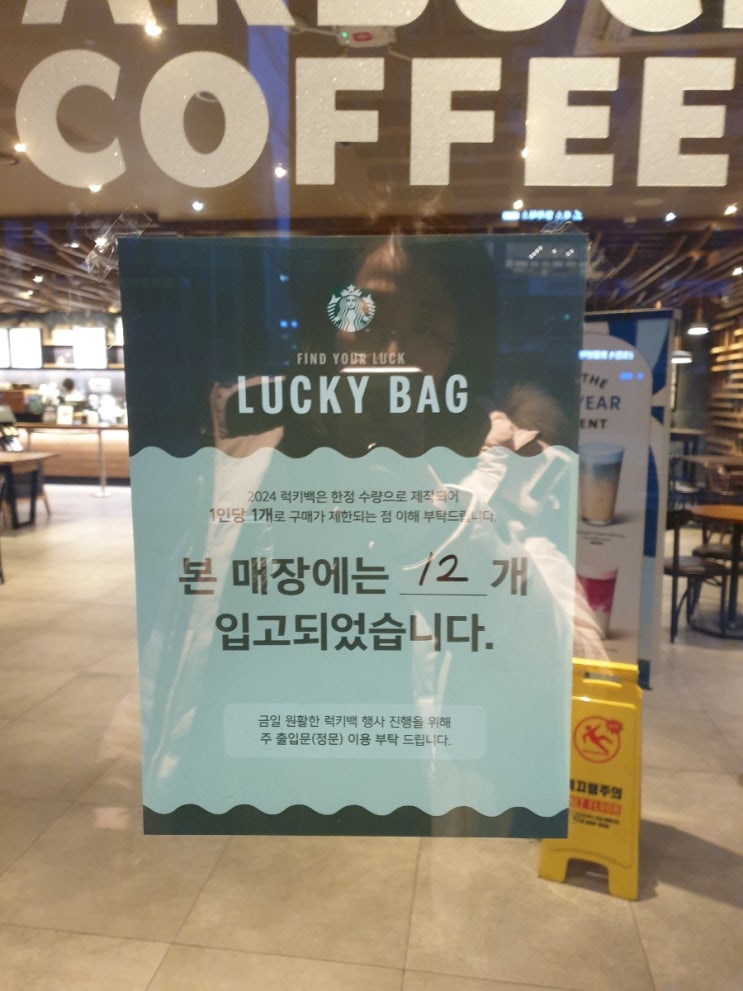 COFFEE
FIND YOUR LUCK
LUCKY BAG
2024 럭키백은 한정 수량으로 제작되어
1인당 1개로 구매가 제한되는 점 이해 부탁드립니다.
본 매장에는 12 개
입고되었습니다.
금일 원활한 럭키백 행사 진행을 위해
주 출입문(정문) 이용 부탁 드립니다.
THE
YEAR